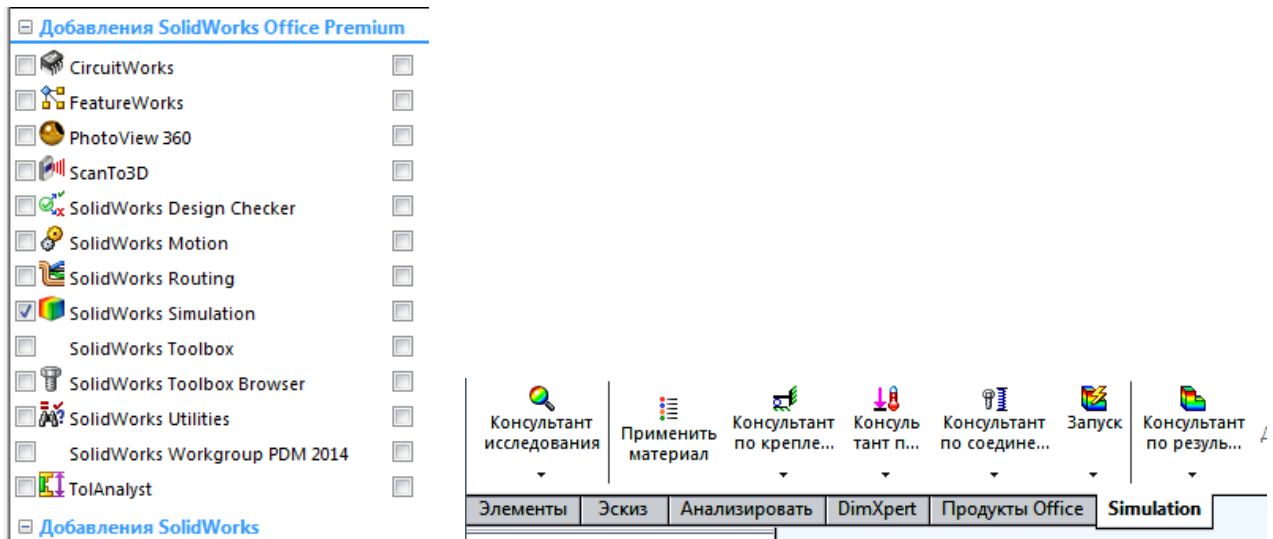 Добавления SolidWorks Office Premium
CircuitWorks
FeatureWorks
PhotoView 360
ScanTo3D
SolidWorks Design Checker
SolidWorks Motion
SolidWorks Routing
SolidWorks Simulation
SolidWorks Toolbox
SolidWorks Toolbox Browser
SolidWorks Utilities
SolidWorks Workgroup PDM 2014
TolAnalyst
Добавления SolidWorks
Консультант
исследования
Применить
материал
Консультант
по крепле...
Консуль
тант п...
Консультант
по соедине...
Запуск
Консультант
по резуль...
Элементы Эскиз Анализировать DimXpert Продукты Office Simulation